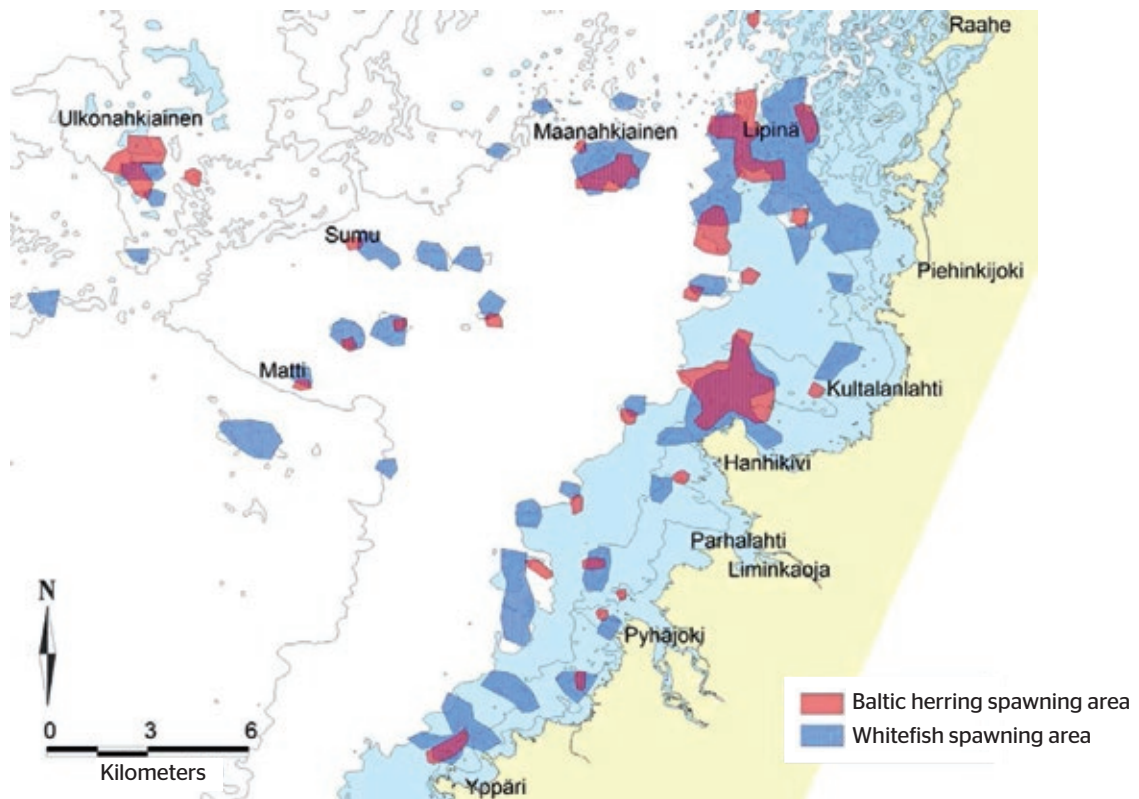 Raahe
Ulkonahkiainen
Maanahkiainen
Lipinä
Sumu
Piehinkijoki
Matti
Kultalanlahti
Hanhikivi
Parhalahti
Liminkaoja
N
Pyhäjoki
0 3 6
Kilometers
Baltic herring spawning area
Whitefish spawning area
Yppäri